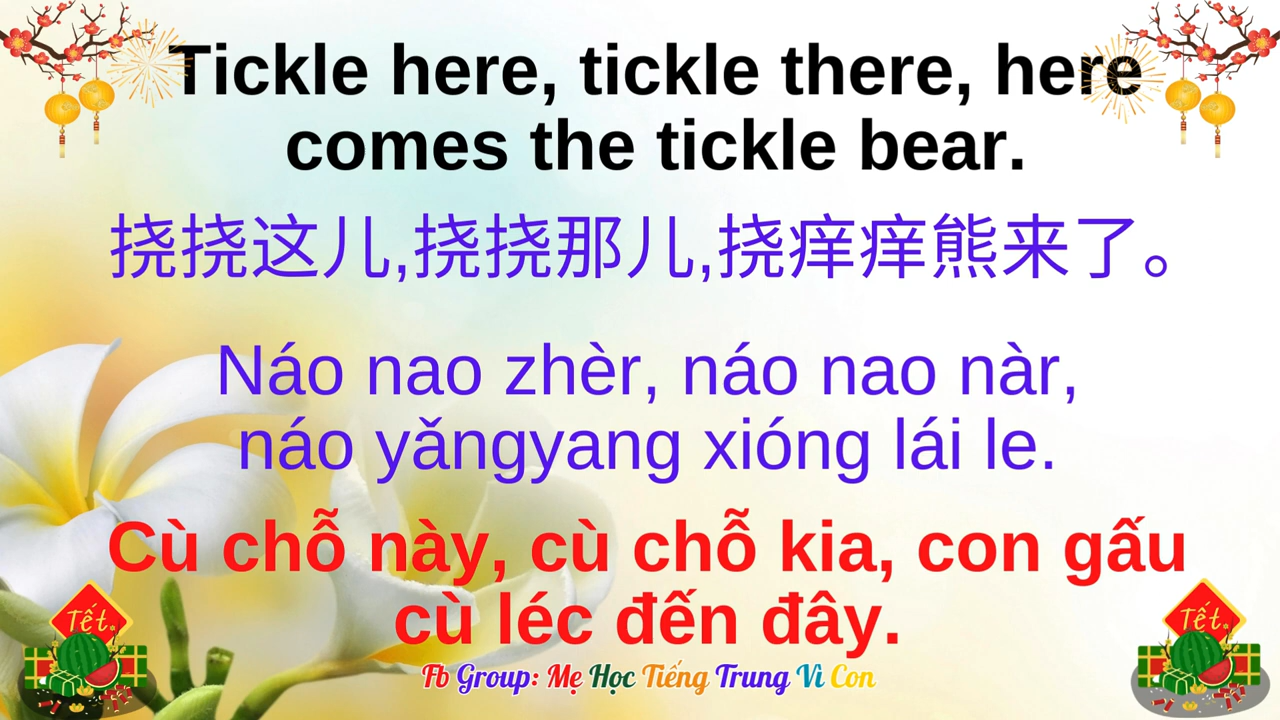 Tickle here, tickle there, here
comes the tickle bear.
挠挠这儿,挠挠那儿,挠痒痒熊来了。
Náo nao zhèr, náo nao nàr,
náo yǎngyang xióng lái le.
Cù chỗ này, cù chỗ kia, con gấu
cù léc đến đây.
Tết
Tết
Fb Group: Mẹ Học Tiếng Trung Vì Con